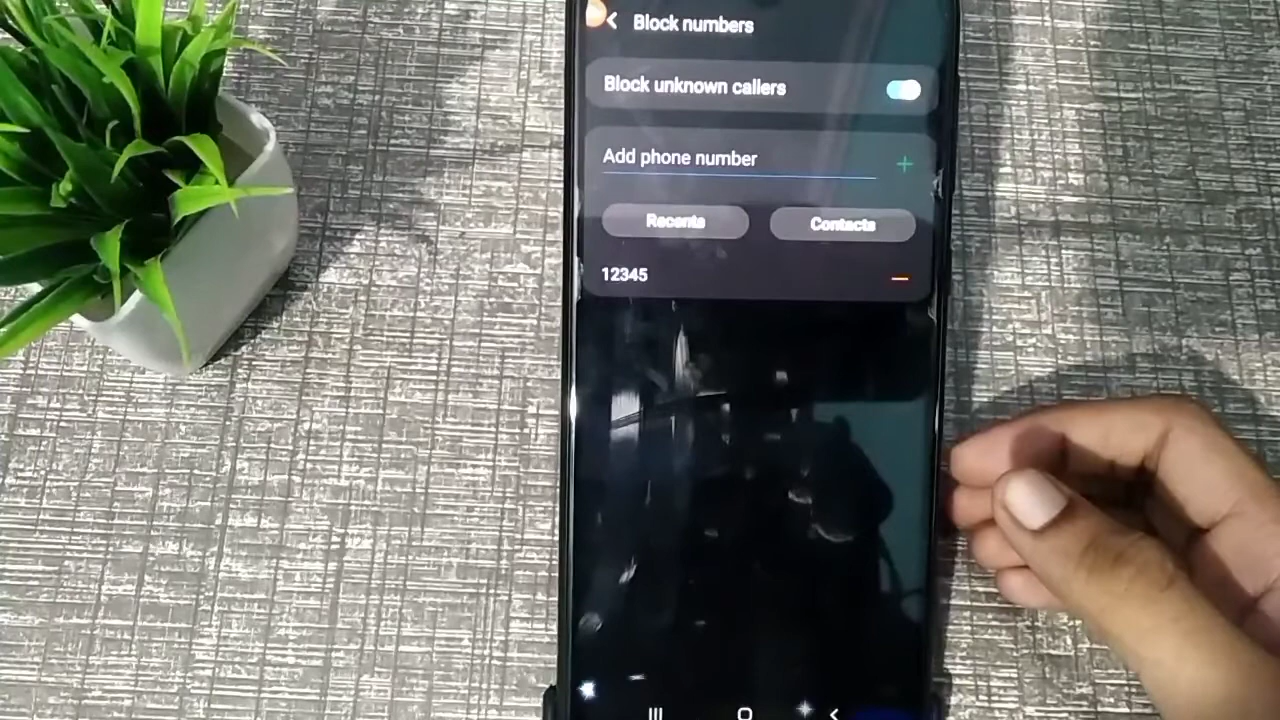 Block numbers
Block unknown callers
Add phone number
Recents
Contacts
12345